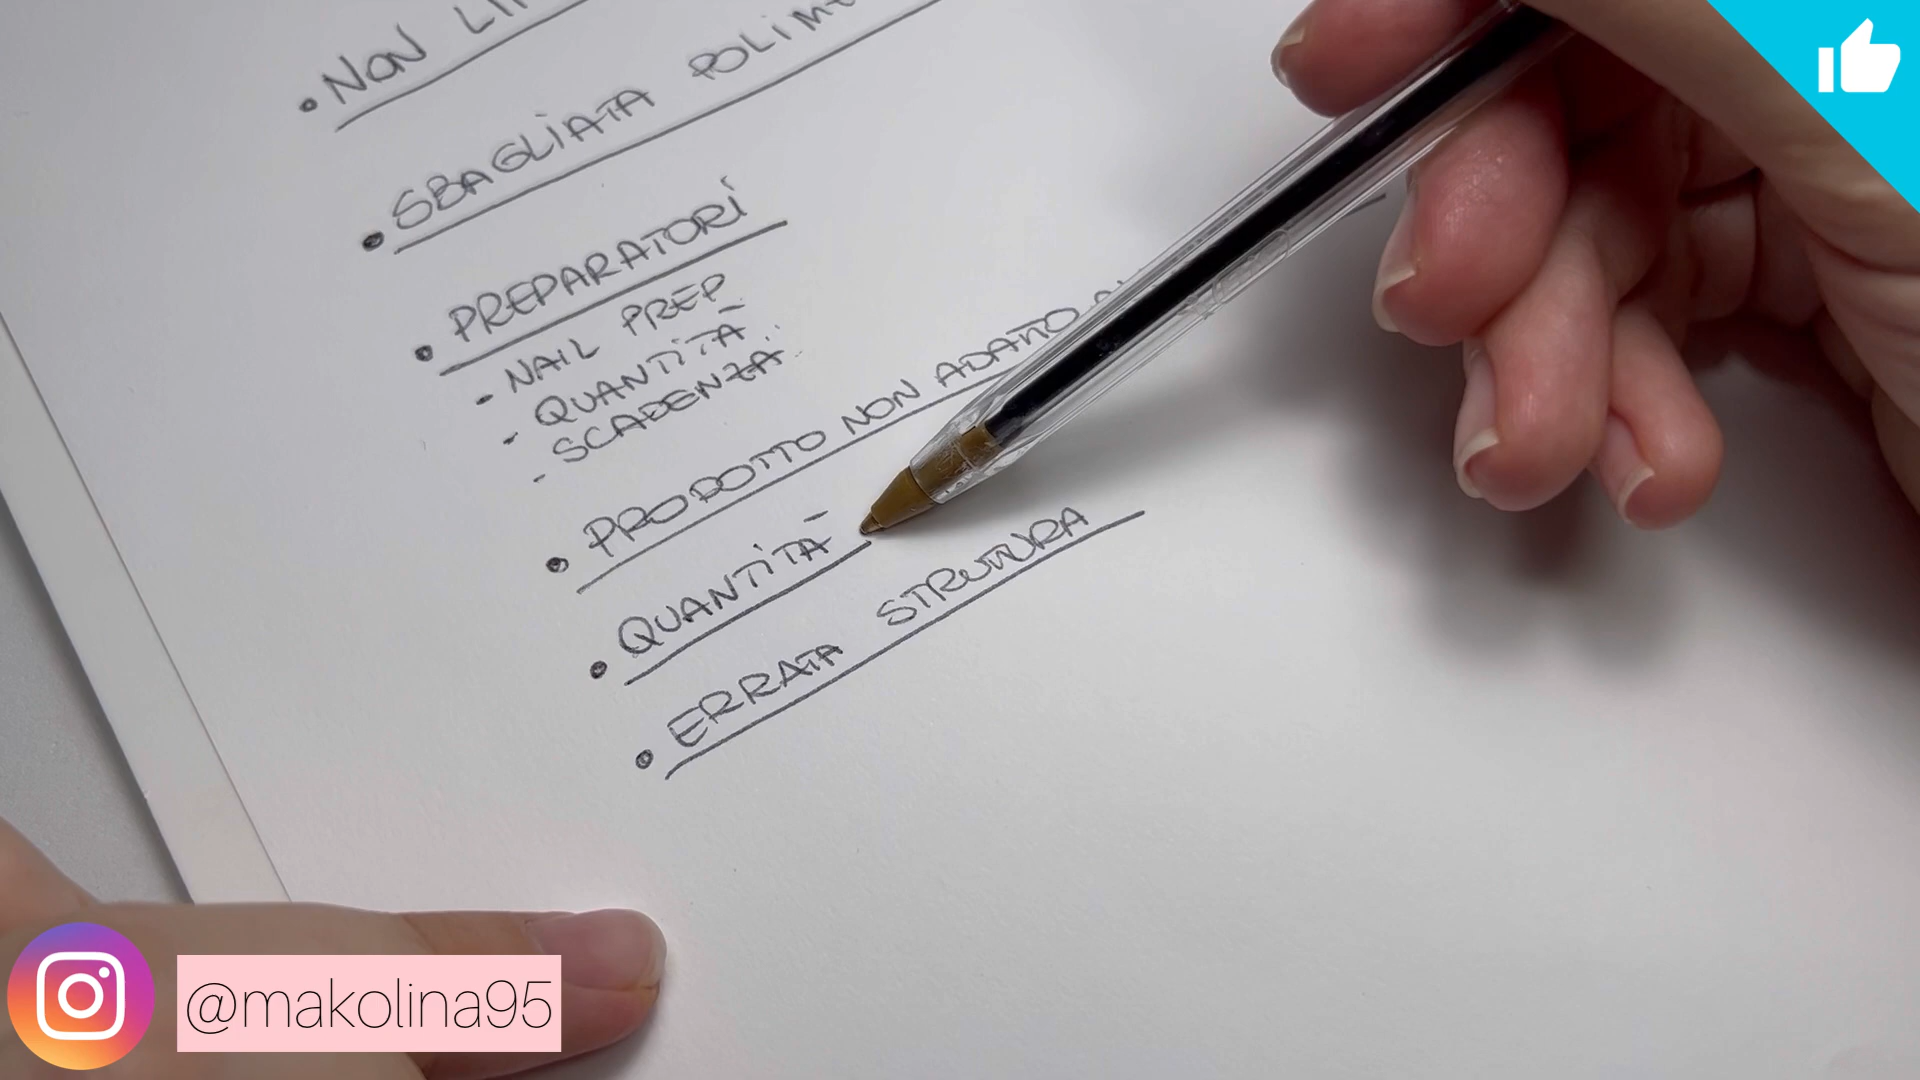 • NON
• SBAGLIATA
• PREPARATORI
- NAIL PREP
- QUANTITÀ
- SCADENZA
• PRODOTTO NON ADATTO
• QUANTITÀ
• ERRATA STRUTTURA
@makolina95